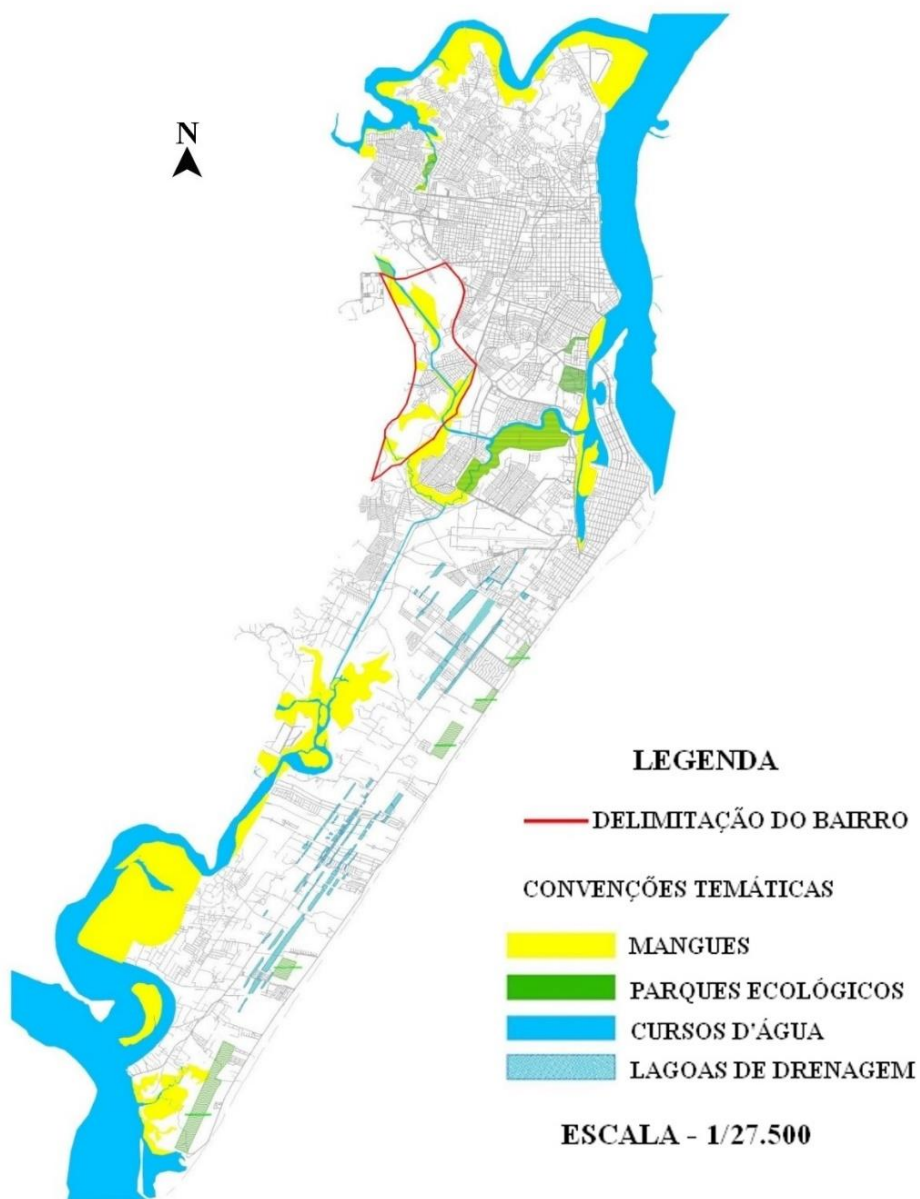 N
LEGENDA
DELIMITAÇÃO DO BAIRRO
CONVENÇÕES TEMÁTICAS
MANGUES
PARQUES ECOLÓGICOS
CURSOS D'ÁGUA
LAGOAS DE DRENAGEM
ESCALA - 1/27.500